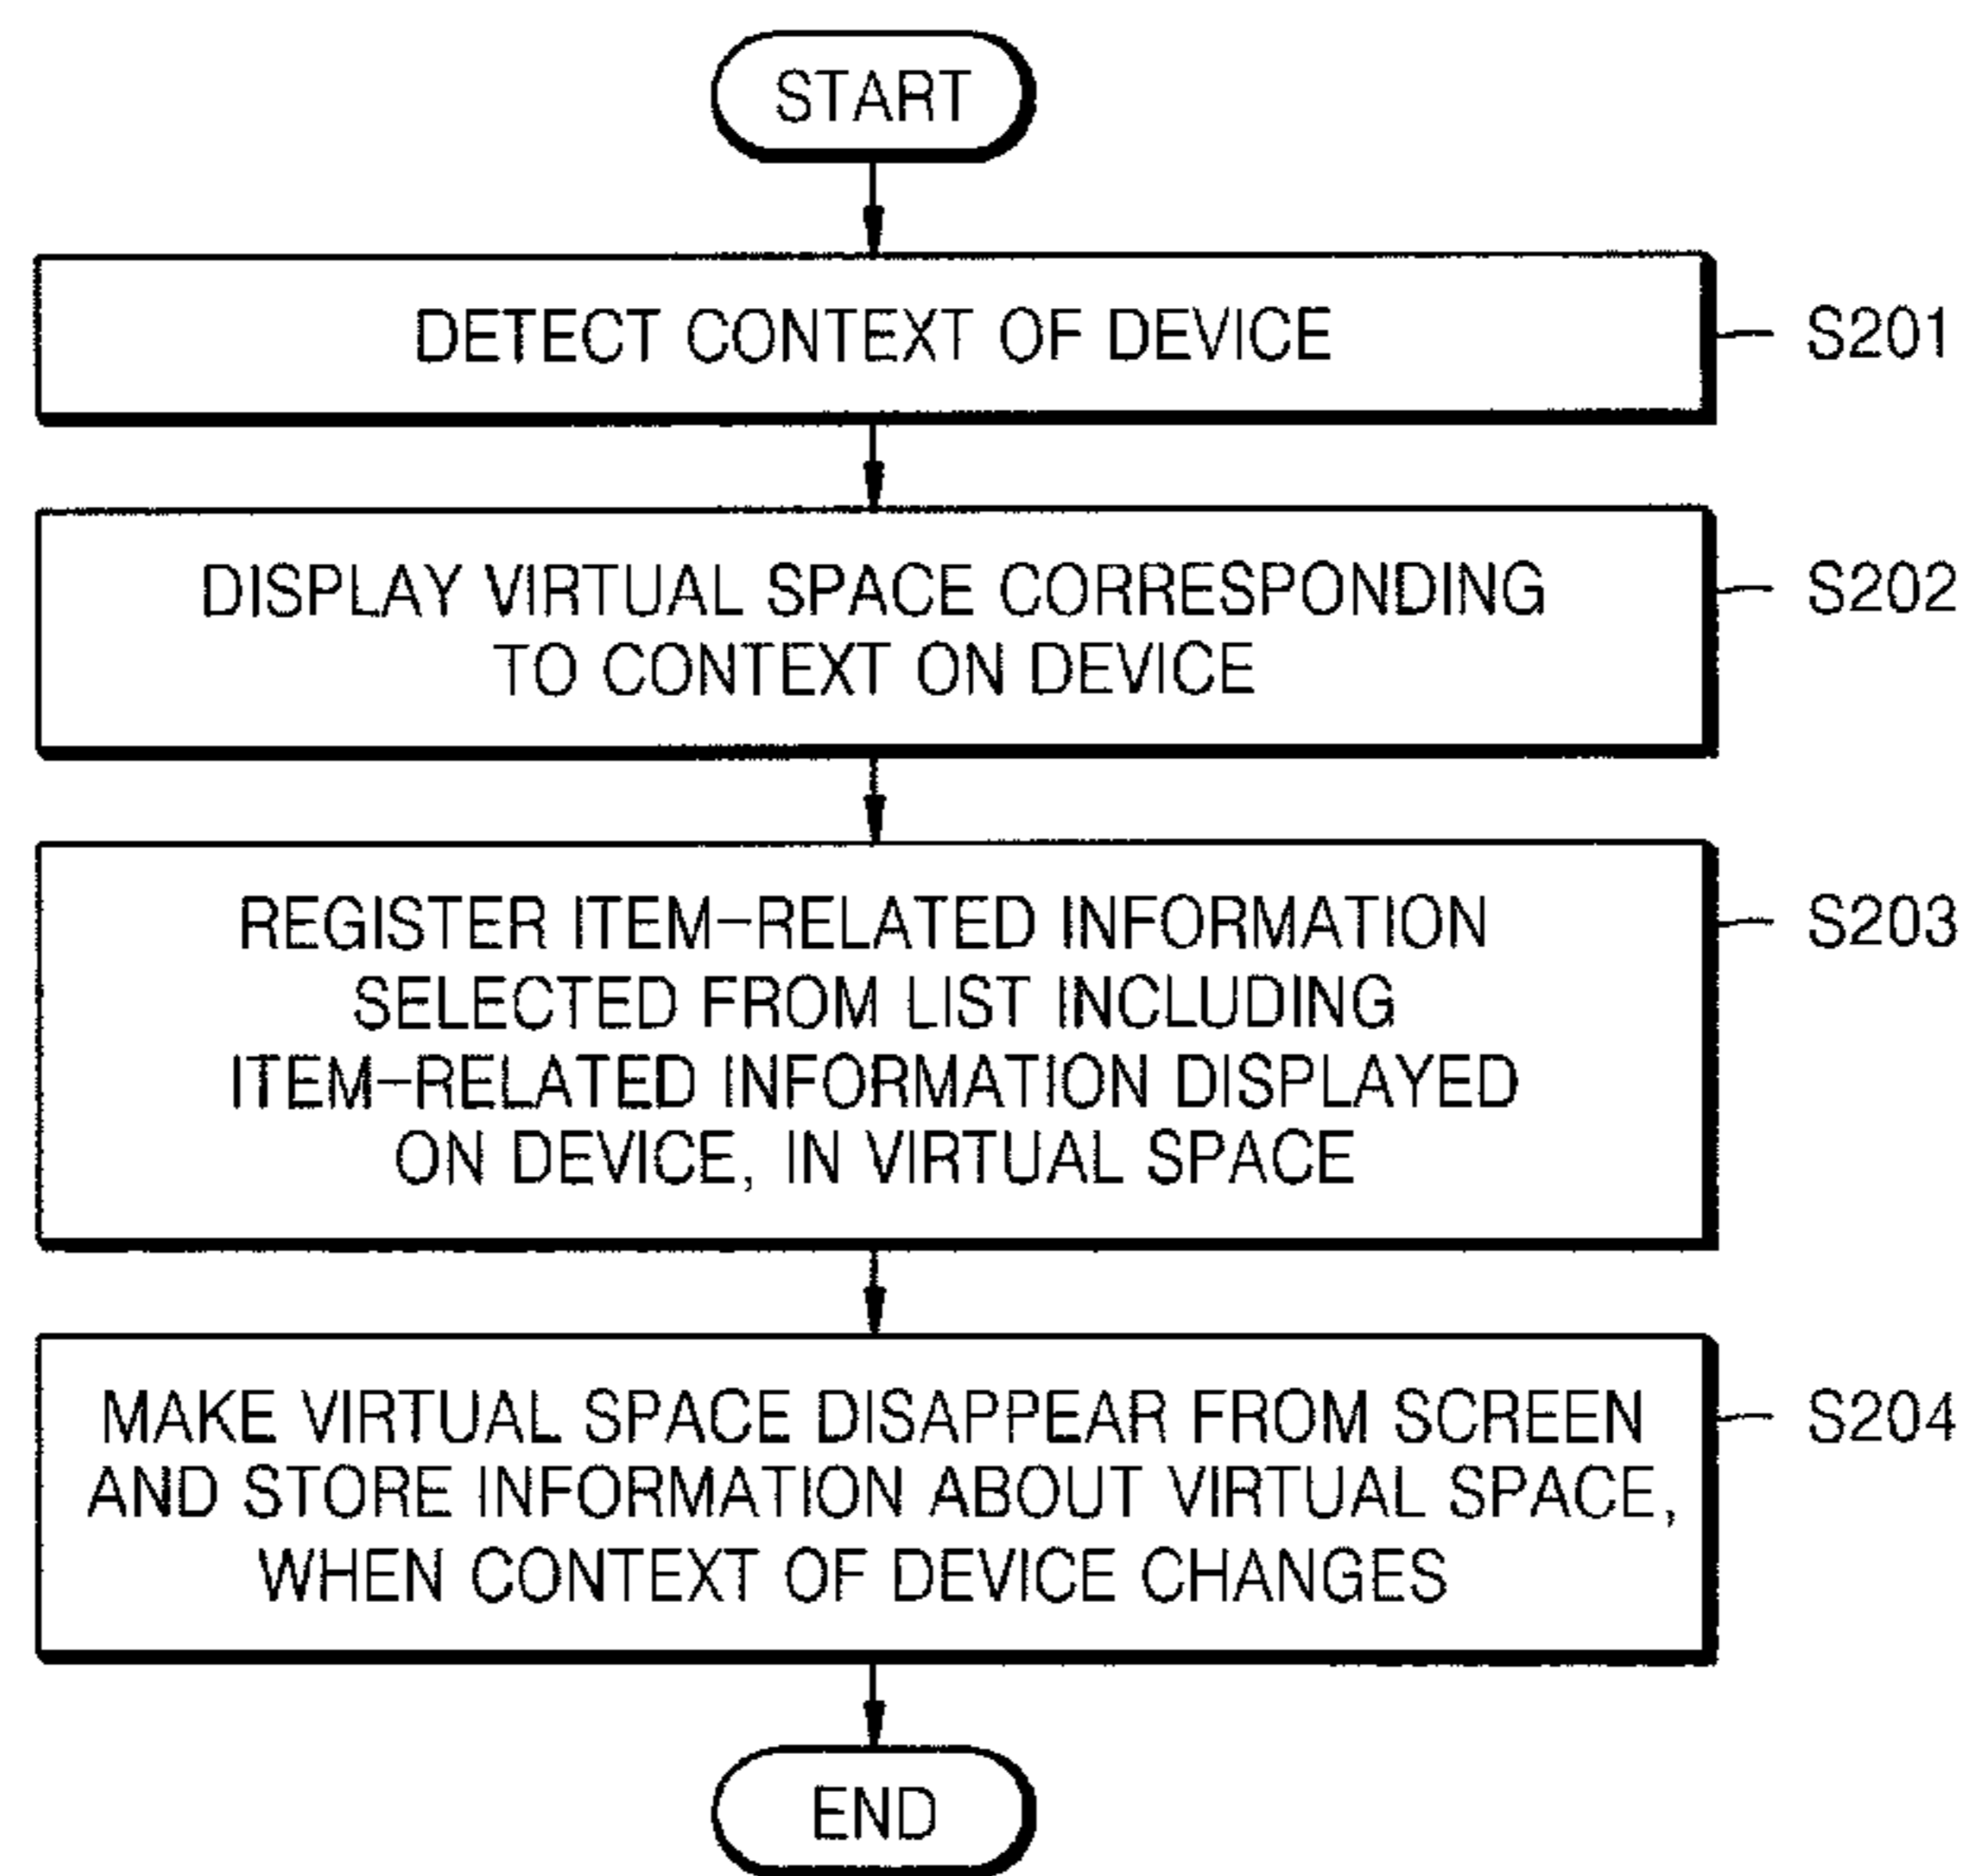 START
DETECT CONTEXT OF DEVICE
S201
DISPLAY VIRTUAL SPACE CORRESPONDING
TO CONTEXT ON DEVICE
S202
REGISTER ITEM-RELATED INFORMATION
SELECTED FROM LIST INCLUDING
ITEM-RELATED INFORMATION DISPLAYED
ON DEVICE, IN VIRTUAL SPACE
S203
MAKE VIRTUAL SPACE DISAPPEAR FROM SCREEN
AND STORE INFORMATION ABOUT VIRTUAL SPACE,
WHEN CONTEXT OF DEVICE CHANGES
S204
END